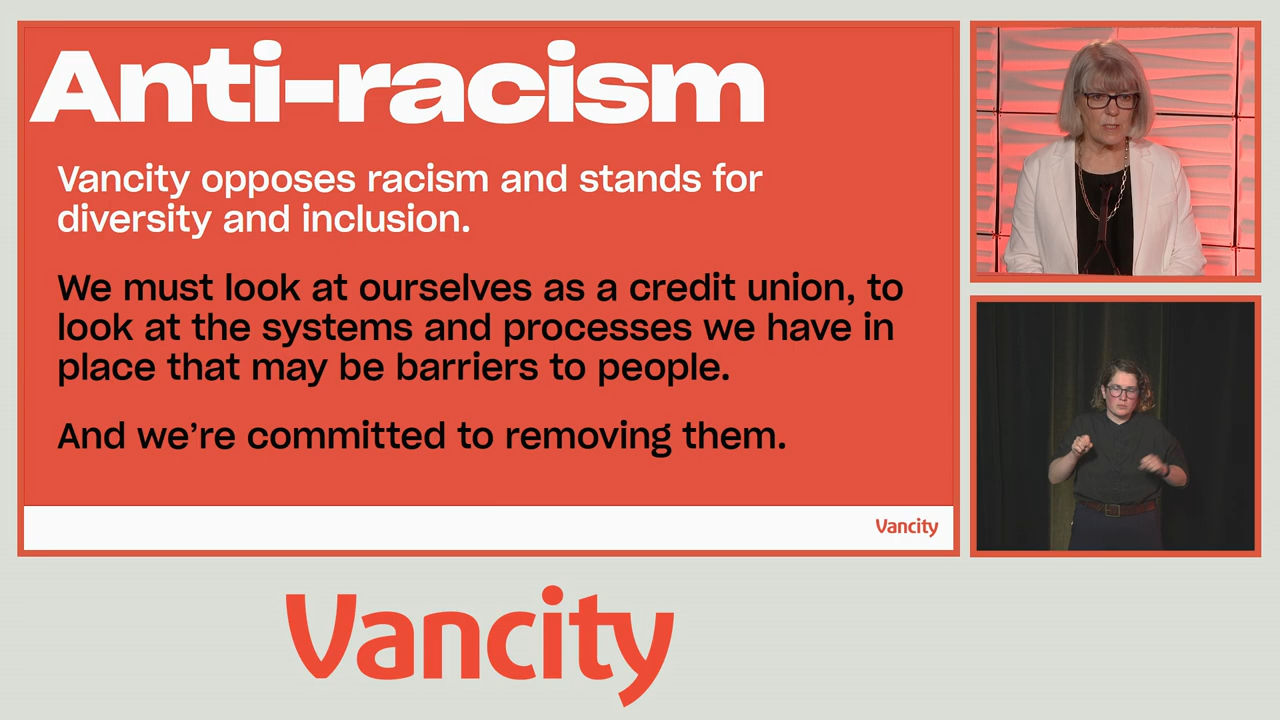 Anti-racism
Vancity opposes racism and stands for
diversity and inclusion.
We must look at ourselves as a credit union, to
look at the systems and processes we have in
place that may be barriers to people.
And we’re committed to removing them.
Vancity
Vancity